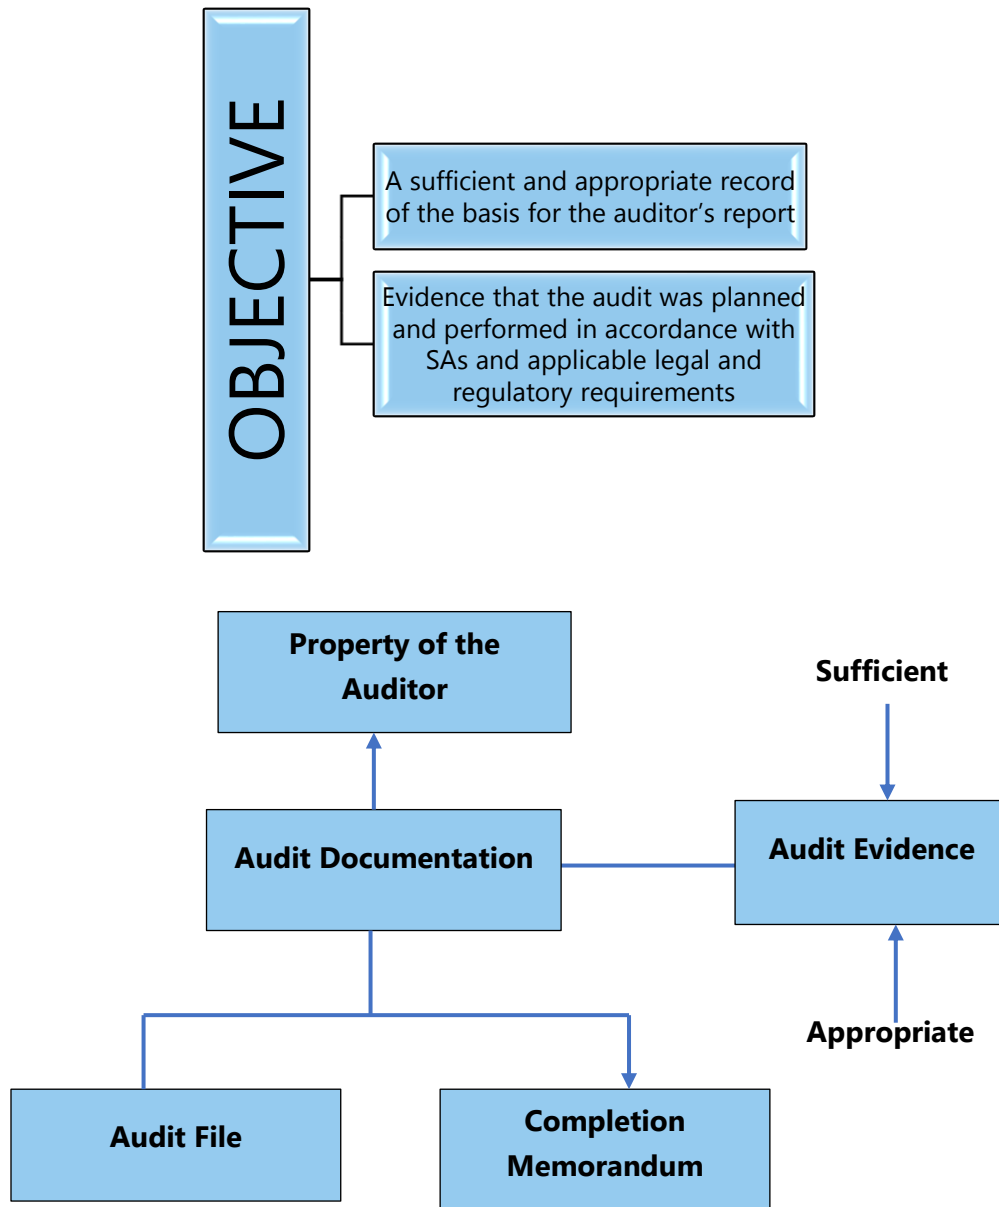 OBJECTIVE
A sufficient and appropriate record
of the basis for the auditor’s report
Evidence that the audit was planned
and performed in accordance with
SAs and applicable legal and
regulatory requirements
Property of the
Auditor
Sufficient
Audit Documentation
Audit Evidence
Appropriate
Audit File
Completion
Memorandum